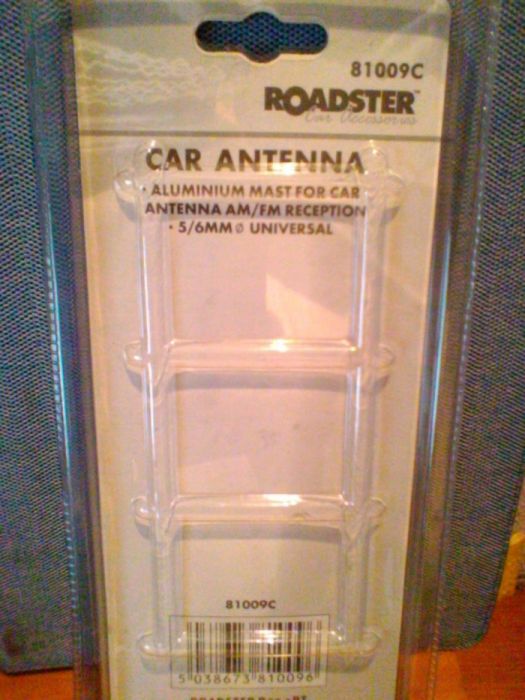 81009C
ROADSTER™
Car Accessories
CAR ANTENNA
· ALUMINIUM MAST FOR CAR
ANTENNA AM/FM RECEPTION
· 5/6MM Ø UNIVERSAL
81009C
5 038673 810096
ROADSTER